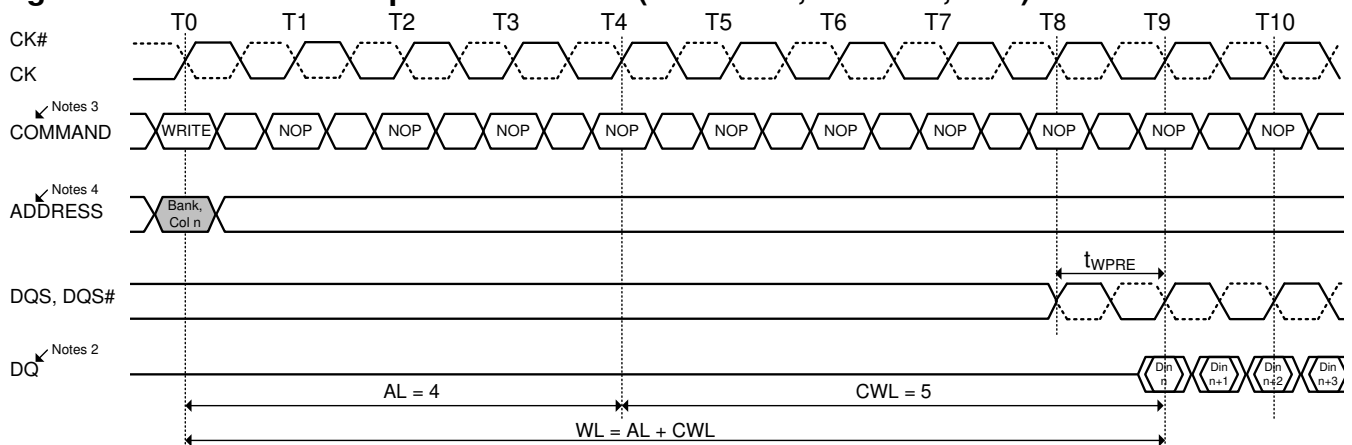 T0 T1 T2 T3 T4 T5 T6 T7 T8 T9 T10
CK#
CK
Notes 3
COMMAND WRITE NOP NOP NOP NOP NOP NOP NOP NOP NOP NOP
Notes 4
ADDRESS
Bank,
Col n
tWPRE
DQS, DQS#
Notes 2
DQ
Din Din Din Din
n n+1 n+2 n+3
AL = 4 CWL = 5
WL = AL + CWL